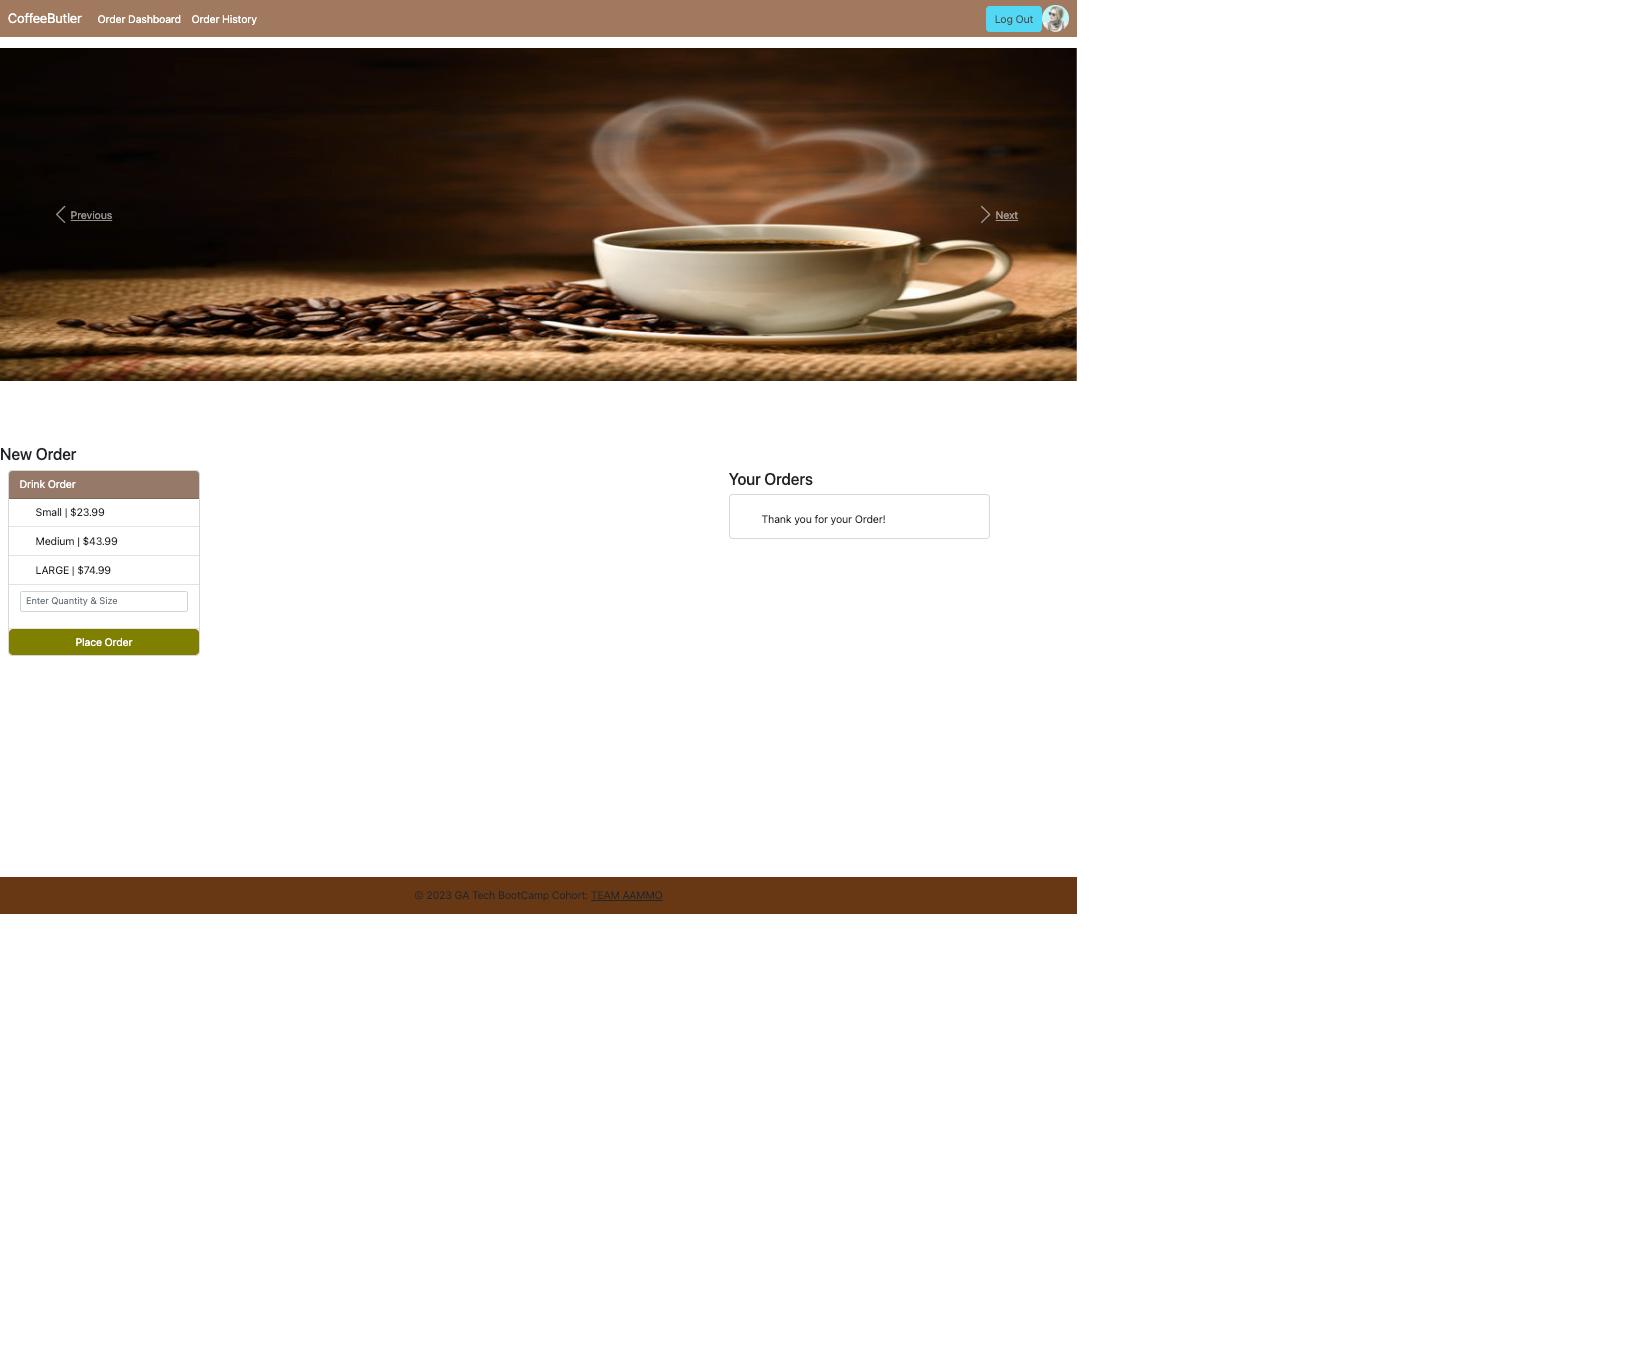 CoffeeButler Order Dashboard Order History Log Out
Previous Next
New Order
Drink Order
Small | $23.99
Medium | $43.99
LARGE | $74.99
Enter Quantity & Size
Place Order
Your Orders
Thank you for your Order!
© 2023 GA Tech BootCamp Cohort: TEAM AAMMO